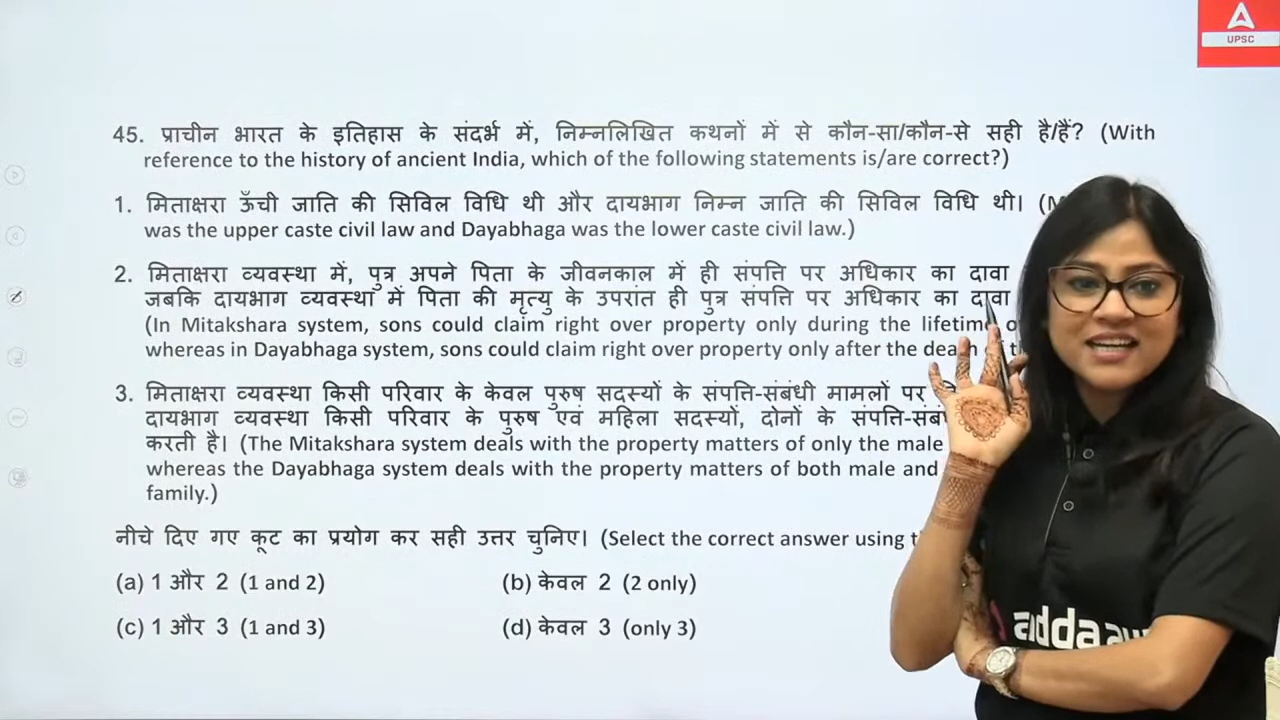 UPSC
45. प्राचीन भारत के इतिहास के संदर्भ में, निम्नलिखित कथनों में से कौन-सा/कौन-से सही है/हैं? (With
reference to the history of ancient India, which of the following statements is/are correct?)
1. मिताक्षरा ऊँची जाति की सिविल विधि थी और दायभाग निम्न जाति की सिविल विधि थी। (M
was the upper caste civil law and Dayabhaga was the lower caste civil law.)
2. मिताक्षरा व्यवस्था में, पुत्र अपने पिता के जीवनकाल में ही संपत्ति पर अधिकार का दावा
जबकि दायभाग व्यवस्था में पिता की मृत्यु के उपरांत ही पुत्र संपत्ति पर अधिकार का दावा
(In Mitakshara system, sons could claim right over property only during the lifetime
whereas in Dayabhaga system, sons could claim right over property only after the death
3. मिताक्षरा व्यवस्था किसी परिवार के केवल पुरुष सदस्यों के संपत्ति-संबंधी मामलों पर
दायभाग व्यवस्था किसी परिवार के पुरुष एवं महिला सदस्यों, दोनों के
करती है। (The Mitakshara system deals with the property matters of only the male
whereas the Dayabhaga system deals with the property matters of both male and
family.)
नीचे दिए गए कूट का प्रयोग कर सही उत्तर चुनिए। (Select the correct answer using
(a) 1 और 2 (1 and 2) (b) केवल 2 (2 only)
(c) 1 और 3 (1 and 3) (d) केवल 3 (only 3)